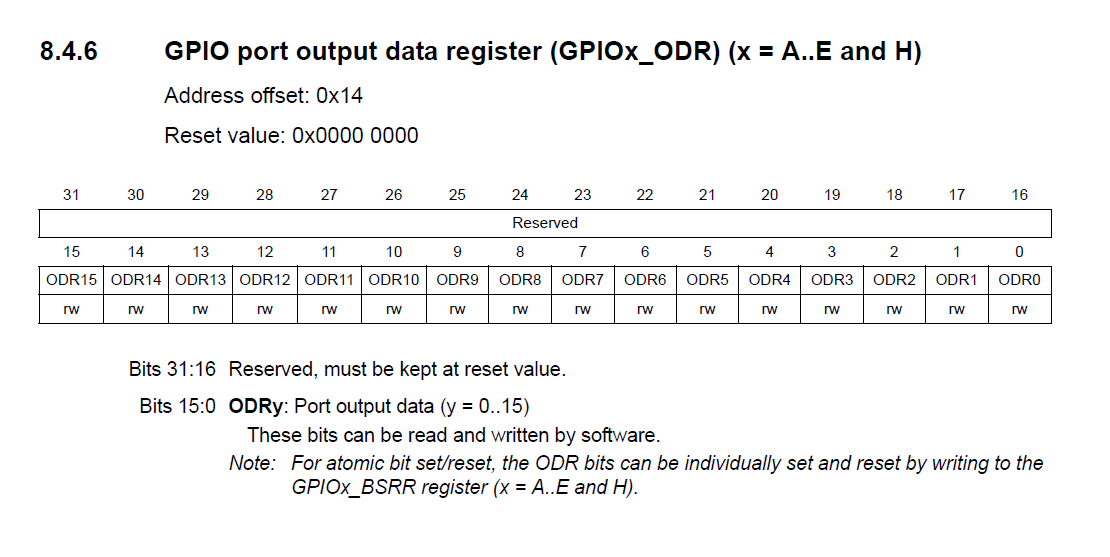 8.4.6 GPIO port output data register (GPIOx_ODR) (x = A..E and H)
Address offset: 0x14
Reset value: 0x0000 0000
31 30 29 28 27 26 25 24 23 22 21 20 19 18 17 16
Reserved
15 14 13 12 11 10 9 8 7 6 5 4 3 2 1 0
ODR15 ODR14 ODR13 ODR12 ODR11 ODR10 ODR9 ODR8 ODR7 ODR6 ODR5 ODR4 ODR3 ODR2 ODR1 ODR0
rw rw rw rw rw rw rw rw rw rw rw rw rw rw rw rw
Bits 31:16 Reserved, must be kept at reset value.
Bits 15:0 ODRy: Port output data (y = 0..15)
These bits can be read and written by software.
Note: For atomic bit set/reset, the ODR bits can be individually set and reset by writing to the
GPIOx_BSRR register (x = A..E and H).